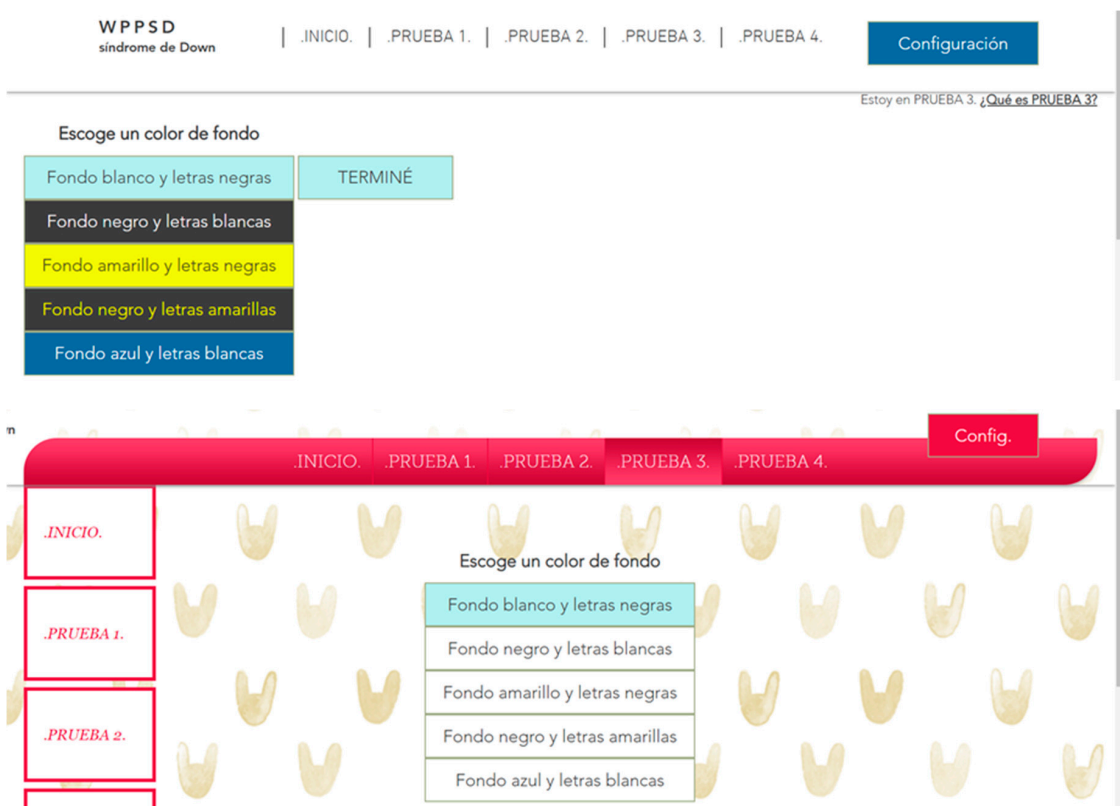 WPPSD
síndrome de Down
.INICIO.
.PRUEBA 1.
.PRUEBA 2.
.PRUEBA 3.
.PRUEBA 4.
Configuración
Estoy en PRUEBA 3. ¿Qué es PRUEBA 3?
Escoge un color de fondo
Fondo blanco y letras negras
TERMINÉ
Fondo negro y letras blancas
Fondo amarillo y letras negras
Fondo negro y letras amarillas
Fondo azul y letras blancas
Config.
.INICIO.
.PRUEBA 1.
.PRUEBA 2.
.PRUEBA 3.
.PRUEBA 4.
.INICIO.
.PRUEBA 1.
.PRUEBA 2.
Escoge un color de fondo
Fondo blanco y letras negras
Fondo negro y letras blancas
Fondo amarillo y letras negras
Fondo negro y letras amarillas
Fondo azul y letras blancas